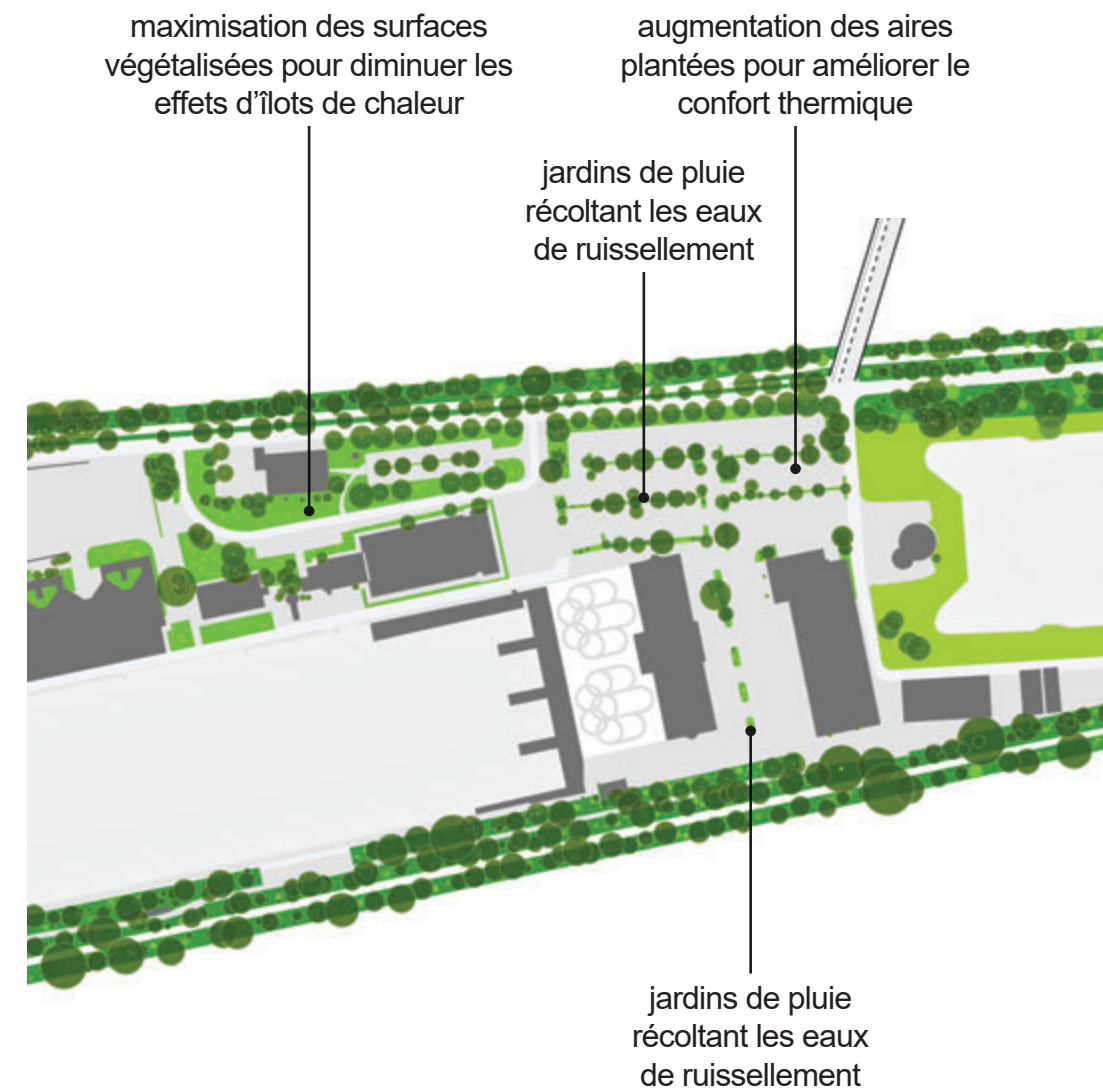 maximisation des surfaces
végétalisées pour diminuer les
effets d’îlots de chaleur
augmentation des aires
plantées pour améliorer le
confort thermique
jardins de pluie
récoltant les eaux
de ruissellement
jardins de pluie
récoltant les eaux
de ruissellement